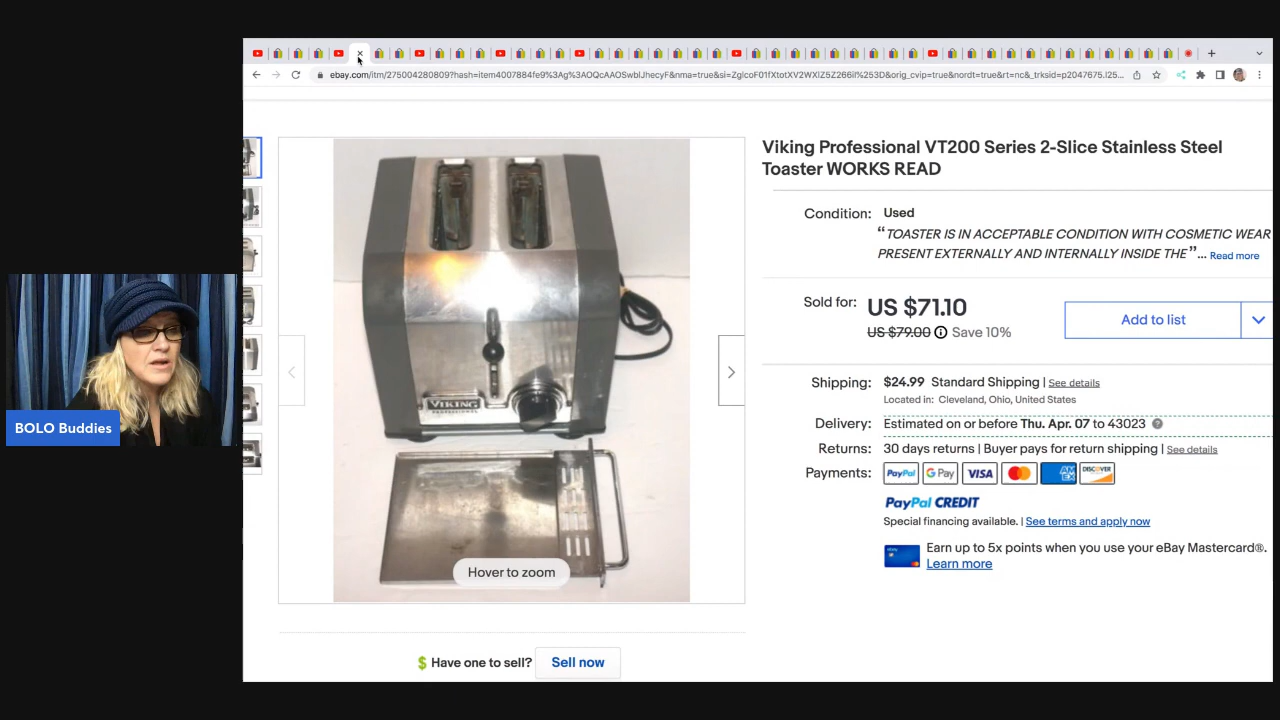 ebay.com/itm/275004280809?hash=item4007884fe9%3Ag%3AOQcAAOSwblJhecyF&nma=true&si=ZglcoF01fXtotXV2WXlZ5Z266il%253D&orig_cvip=true&nordt=true&rt=nc&_trksid=p2047675.l25...
Viking Professional VT200 Series 2-Slice Stainless Steel
Toaster WORKS READ
Condition: Used
“TOASTER IS IN ACCEPTABLE CONDITION WITH COSMETIC WEAR
PRESENT EXTERNALLY AND INTERNALLY INSIDE THE”... Read more
Sold for: US $71.10 Add to list
US $79.00 Save 10%
Shipping: $24.99 Standard Shipping | See details
Located in: Cleveland, Ohio, United States
Delivery: Estimated on or before Thu. Apr. 07 to 43023
Returns: 30 days returns | Buyer pays for return shipping | See details
Payments: PayPal G Pay VISA AM EX DISCOVER
PayPal CREDIT
Special financing available. | See terms and apply now
Earn up to 5x points when you use your eBay Mastercard®.
Learn more
VIKING
PROFESSIONAL
Hover to zoom
$ Have one to sell? Sell now
BOLO Buddies